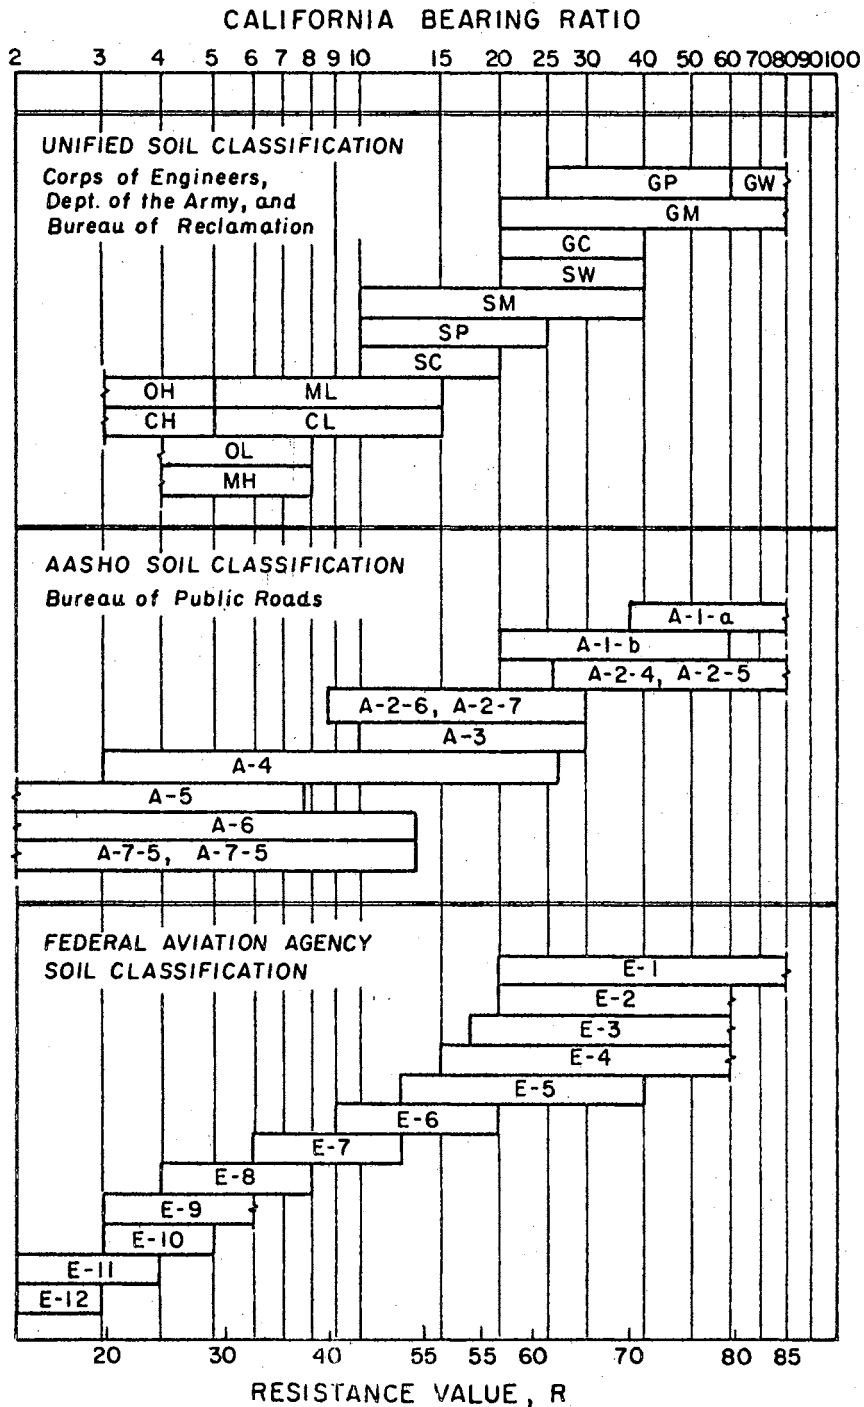 CALIFORNIA BEARING RATIO
2 3 4 5 6 7 8 9 10 15 20 25 30 40 50 60 70 80 90 100
UNIFIED SOIL CLASSIFICATION
Corps of Engineers,
Dept. of the Army, and
Bureau of Reclamation
GP GW
GM
GC
SW
SM
SP
SC
OH ML
CH CL
OL
MH
AASHO SOIL CLASSIFICATION
Bureau of Public Roads
A-1-a
A-1-b
A-2-4, A-2-5
A-2-6, A-2-7
A-3
A-4
A-5
A-6
A-7-5, A-7-5
FEDERAL AVIATION AGENCY
SOIL CLASSIFICATION
E-1
E-2
E-3
E-4
E-5
E-6
E-7
E-8
E-9
E-10
E-11
E-12
20 30 40 55 55 60 70 80 85
RESISTANCE VALUE, R